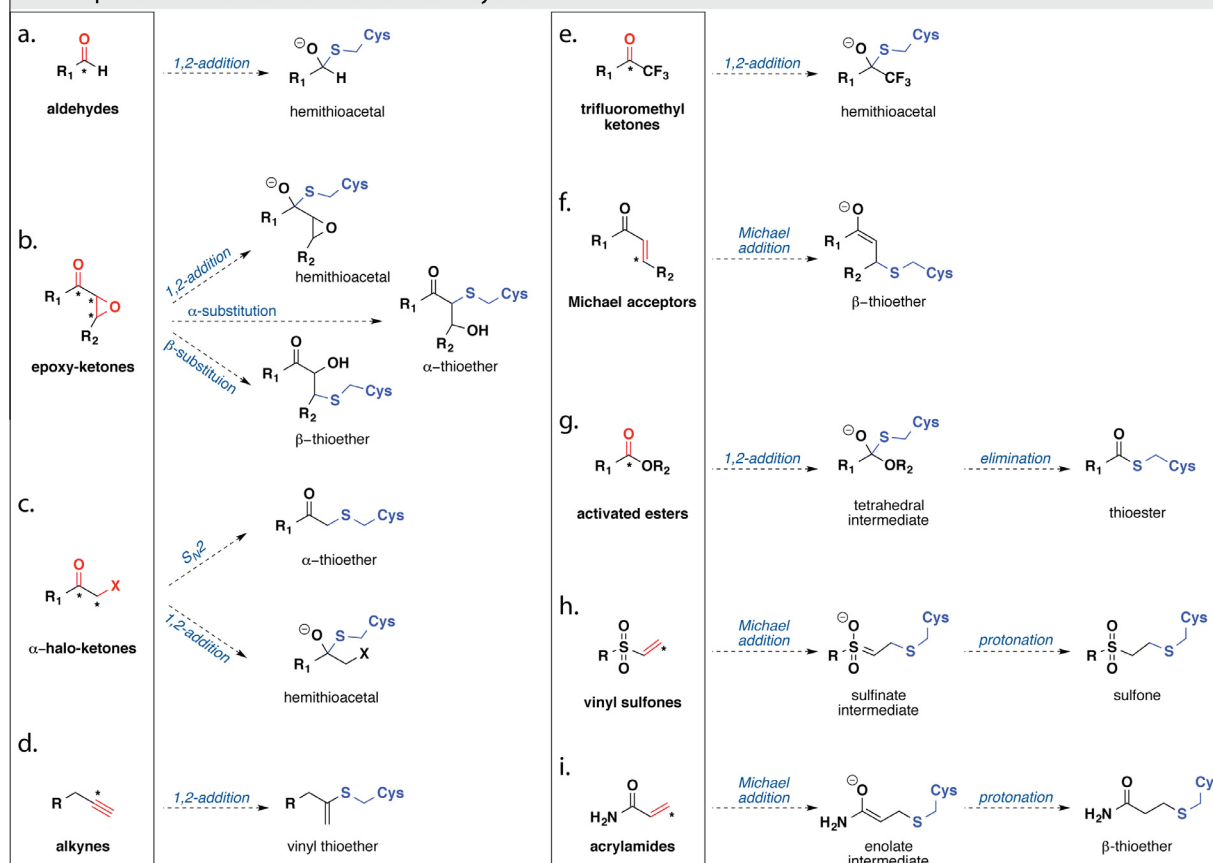 a.
O
R1 * H
aldehydes
1,2-addition
⊖O S Cys
R1 H
hemithioacetal
b.
O
R1 * * O
*
R2
epoxy-ketones
1,2-addition
⊖O S Cys
R1 O
R2
hemithioacetal
α-substitution
O
R1 S Cys
OH
R2
α−thioether
β-substituion
O
R1 OH
S Cys
R2
β−thioether
c.
O
R1 * * X
α−halo-ketones
SN2
O
R1 S Cys
α−thioether
1,2-addition
⊖O S Cys
R1 X
hemithioacetal
d.
R *
alkynes
1,2-addition
R S Cys
vinyl thioether
e.
O
R1 * CF3
trifluoromethyl
ketones
1,2-addition
⊖O S Cys
R1 CF3
hemithioacetal
f.
O
R1
* R2
Michael acceptors
Michael
addition
⊖O
R1
R2 S Cys
β−thioether
g.
O
R1 * OR2
activated esters
1,2-addition
⊖O S Cys
R1 OR2
tetrahedral
intermediate
elimination
O
R1 S Cys
thioester
h.
O
R S *
O
vinyl sulfones
Michael
addition
⊖O Cys
R S S
O
sulfinate
intermediate
protonation
O Cys
R S S
O
sulfone
i.
O
H2N *
acrylamides
Michael
addition
⊖O Cys
H2N S
enolate
intermediate
protonation
O
H2N S
β-thioether